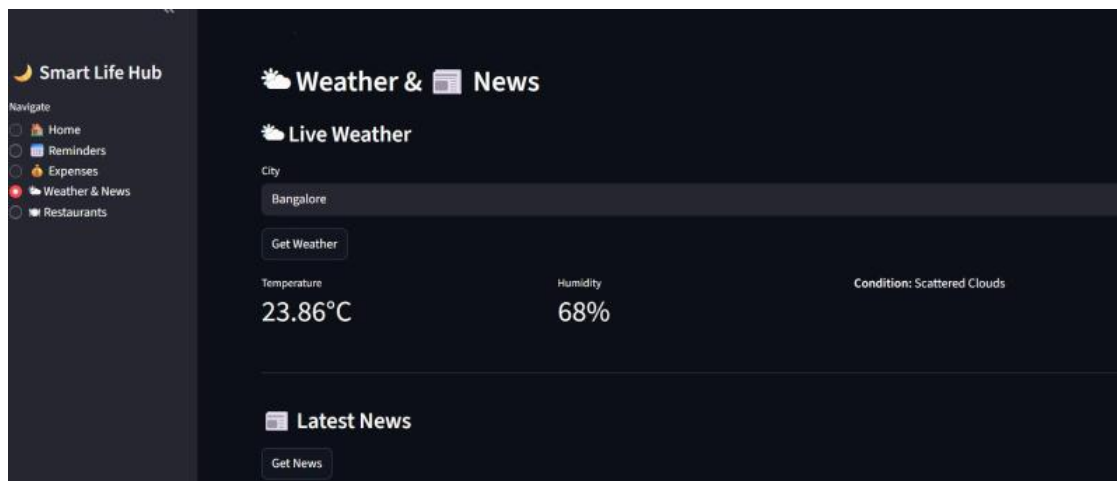 🌙 Smart Life Hub
Navigate
🏠 Home
📅 Reminders
💰 Expenses
🌥 Weather & News
🍽 Restaurants
🌥 Weather & 📰 News
🌥 Live Weather
City
Bangalore
Get Weather
Temperature
23.86°C
Humidity
68%
Condition: Scattered Clouds
📰 Latest News
Get News